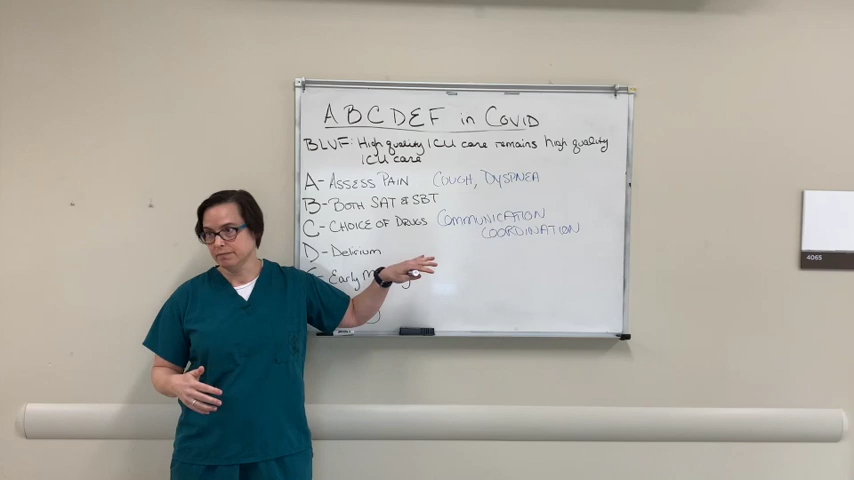 ABCDEF in COVID
BLUF: High quality ICU care remains high quality
ICU care
A- ASSESS PAIN COUGH, DYSPNEA
B- BOTH SAT & SBT
C- CHOICE OF DRUGS COMMUNICATION
COORDINATION
D- Delirium
Early
4065